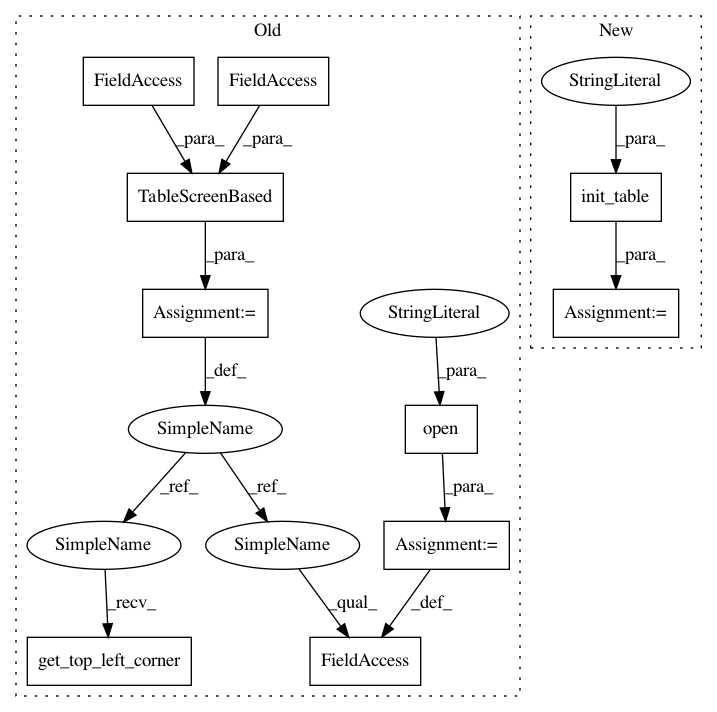 Old
New
FieldAccess
FieldAccess
StringLiteral
_para_
_para_
_para_
TableScreenBased
init_table
_para_
_para_
Assignment:=
StringLiteral
Assignment:=
_def_
_para_
SimpleName
open
_ref_
_ref_
_para_
SimpleName
SimpleName
Assignment:=
_recv_
_qual_
_def_
get_top_left_corner
FieldAccess